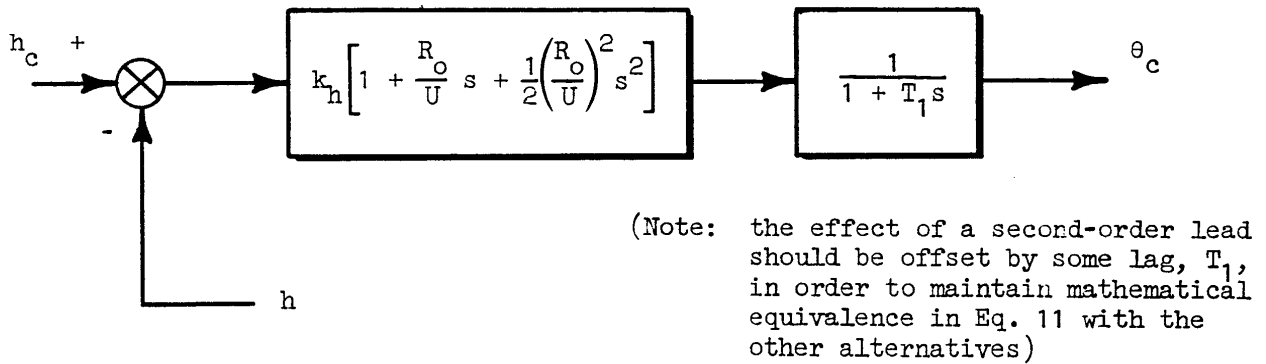 h_c +
-
h
k_h[1 + R_o/U s + 1/2(R_o/U)^2 s^2]
1/(1 + T_1 s)
θ_c
(Note: the effect of a second-order lead
should be offset by some lag, T_1,
in order to maintain mathematical
equivalence in Eq. 11 with the
other alternatives)